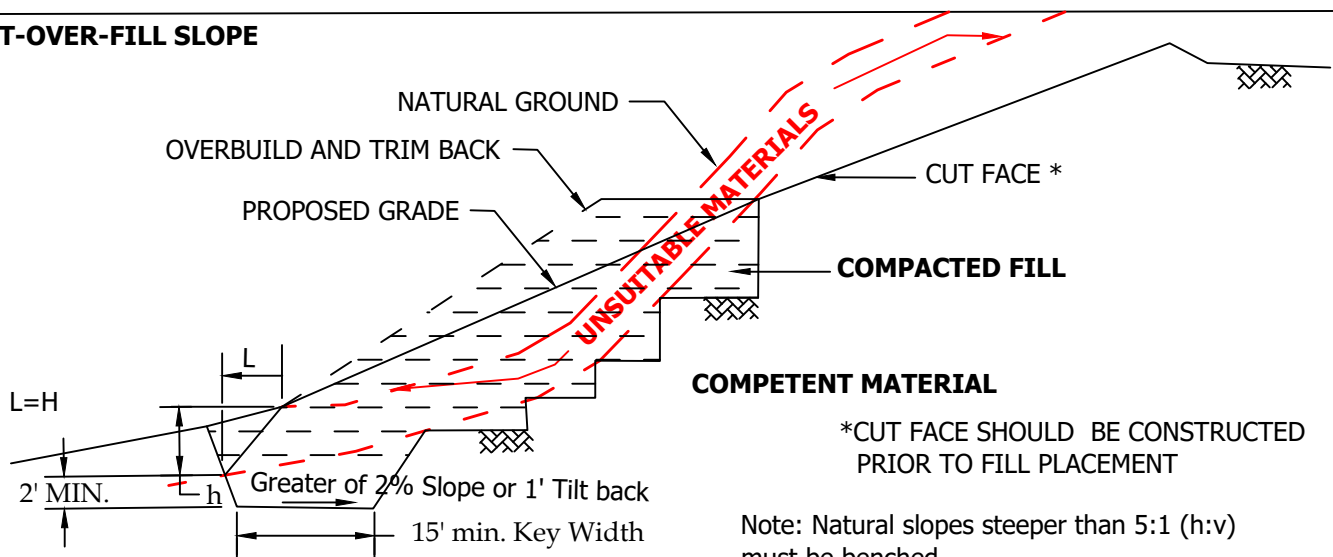 T-OVER-FILL SLOPE
NATURAL GROUND
OVERBUILD AND TRIM BACK
PROPOSED GRADE
UNSUITABLE MATERIALS
CUT FACE *
COMPACTED FILL
L
L=H
COMPETENT MATERIAL
*CUT FACE SHOULD BE CONSTRUCTED
PRIOR TO FILL PLACEMENT
2' MIN.
h
Greater of 2% Slope or 1' Tilt back
15' min. Key Width
Note: Natural slopes steeper than 5:1 (h:v)
must be benched